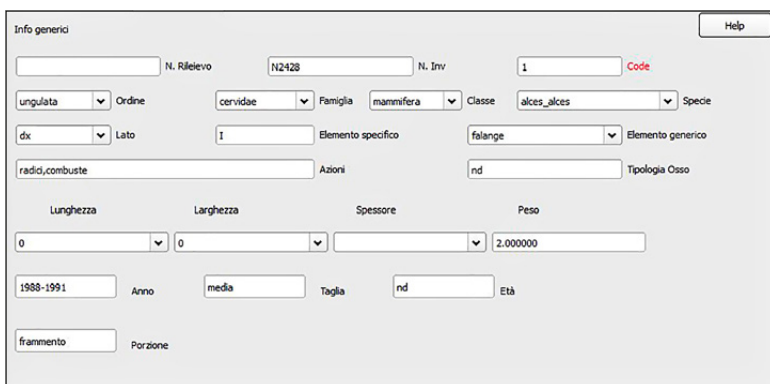 Info generici Help
N. Rileievo N2428 N. Inv 1 Code
ungulata Ordine cervidae Famiglia mammifera Classe alces_alces Specie
dx Lato I Elemento specifico falange Elemento generico
radici,combuste Azioni nd Tipologia Osso
Lunghezza Larghezza Spessore Peso
0 0 2.000000
1988-1991 Anno media Taglia nd Età
frammento Porzione